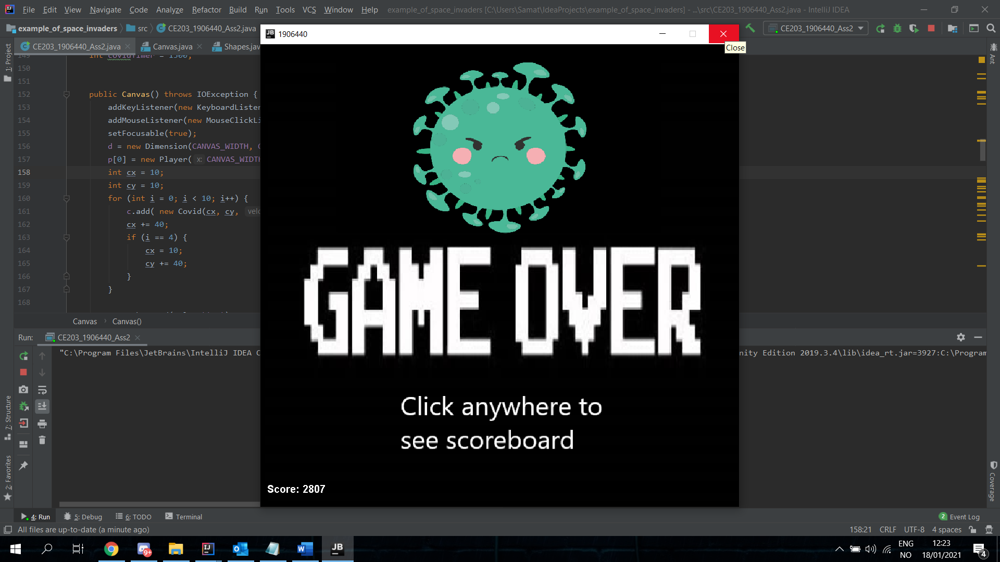 File Edit View Navigate Code Analyze Refactor Build Run Tools VCS Window Help example_of_space_invaders [C:\Users\Samat\IdeaProjects\example_of_space_invaders] - ...\src\CE203_1906440_Ass2.java - IntelliJ IDEA
example_of_space_invaders src CE203_1906440_Ass2.java
CE203_1906440_Ass2
JB 1906440
Close
CE203_1906440_Ass2.java Canvas.java Shapes.jav
1: Project
Ant
149 int covidTimer = 1500;
150
151
152 public Canvas() throws IOException {
153 addKeyListener(new KeyboardListen
154 addMouseListener(new MouseClickLi
155 setFocusable(true);
156 d = new Dimension(CANVAS_WIDTH, C
157 p[0] = new Player( x: CANVAS_WIDTH
158 int cx = 10;
159 int cy = 10;
160 for (int i = 0; i < 10; i++) {
161 c.add( new Covid(cx, cy, velo
162 cx += 40;
163 if (i == 4) {
164 cx = 10;
165 cy += 40;
166 }
167 }
168
Canvas › Canvas()
GAME OVER
Click anywhere to
see scoreboard
Score: 2807
Run: CE203_1906440_Ass2
"C:\Program Files\JetBrains\IntelliJ IDEA C
nity Edition 2019.3.4\lib\idea_rt.jar=3927:C:\Program
7: Structure
2: Favorites
Coverage
4: Run 5: Debug 6: TODO Terminal
2 Event Log
All files are up-to-date (a minute ago)
158:21 CRLF UTF-8 4 spaces
9+
IJ
W
JB
ENG
NO
12:23
18/01/2021
4